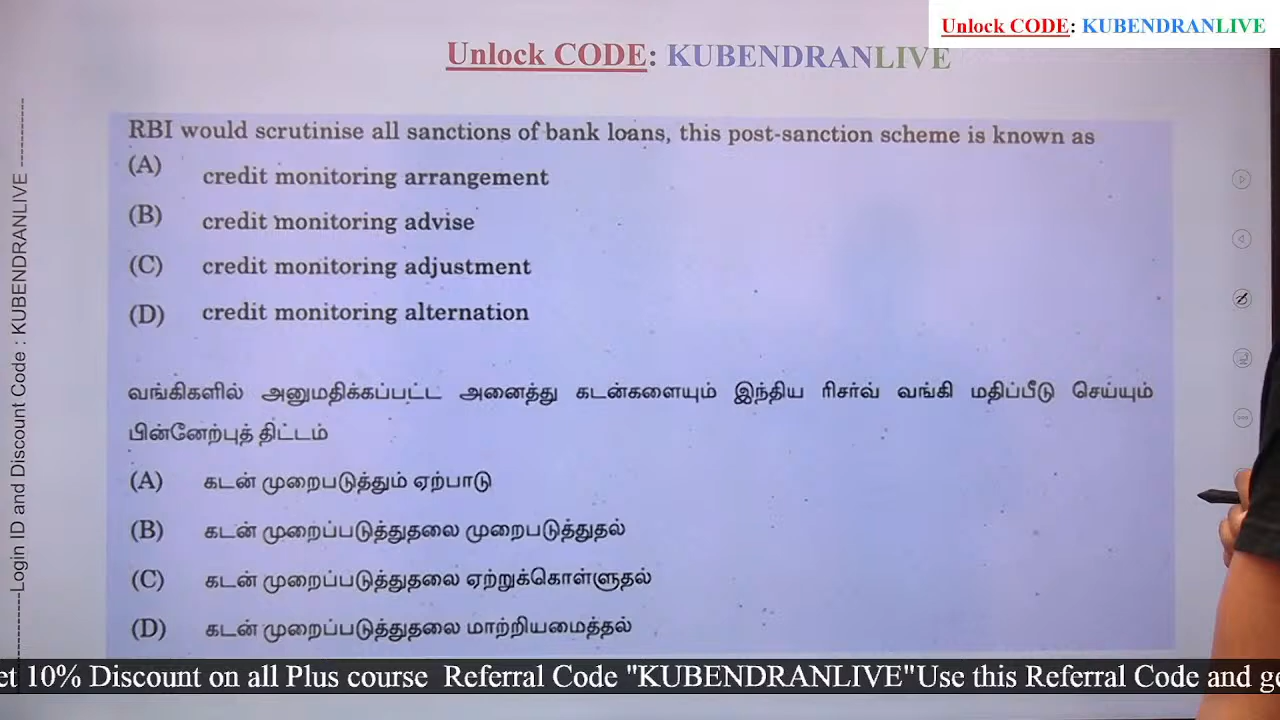 Unlock CODE: KUBENDRANLIVE
Unlock CODE: KUBENDRANLIVE
RBI would scrutinise all sanctions of bank loans, this post-sanction scheme is known as
(A) credit monitoring arrangement
(B) credit monitoring advise
(C) credit monitoring adjustment
(D) credit monitoring alternation
வங்கிகளில் அனுமதிக்கப்பட்ட அனைத்து கடன்களையும் இந்திய ரிசர்வ் வங்கி மதிப்பீடு செய்யும்
பின்னேற்புத் திட்டம்
(A) கடன் முறைபடுத்தும் ஏற்பாடு
(B) கடன் முறைப்படுத்துதலை முறைபடுத்துதல்
(C) கடன் முறைப்படுத்துதலை ஏற்றுக்கொள்ளுதல்
(D) கடன் முறைப்படுத்துதலை மாற்றியமைத்தல்
Login ID and Discount Code : KUBENDRANLIVE
et 10% Discount on all Plus course Referral Code "KUBENDRANLIVE"Use this Referral Code and ge